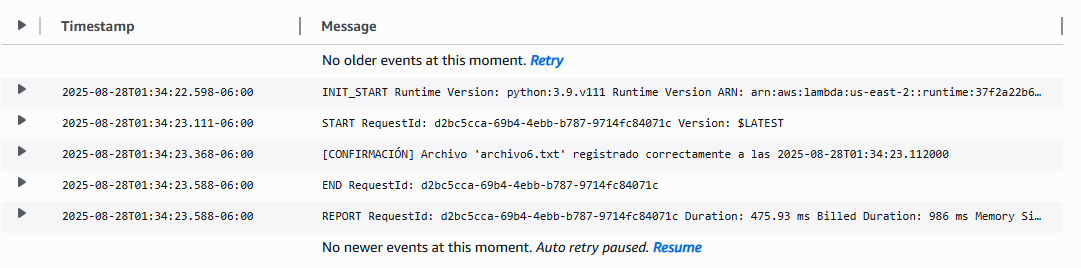 Timestamp Message
No older events at this moment. Retry
2025-08-28T01:34:22.598-06:00 INIT_START Runtime Version: python:3.9.v111 Runtime Version ARN: arn:aws:lambda:us-east-2::runtime:37f2a22b6…
2025-08-28T01:34:23.111-06:00 START RequestId: d2bc5cca-69b4-4ebb-b787-9714fc84071c Version: $LATEST
2025-08-28T01:34:23.368-06:00 [CONFIRMACIÓN] Archivo 'archivo6.txt' registrado correctamente a las 2025-08-28T01:34:23.112000
2025-08-28T01:34:23.588-06:00 END RequestId: d2bc5cca-69b4-4ebb-b787-9714fc84071c
2025-08-28T01:34:23.588-06:00 REPORT RequestId: d2bc5cca-69b4-4ebb-b787-9714fc84071c Duration: 475.93 ms Billed Duration: 986 ms Memory Si…
No newer events at this moment. Auto retry paused. Resume